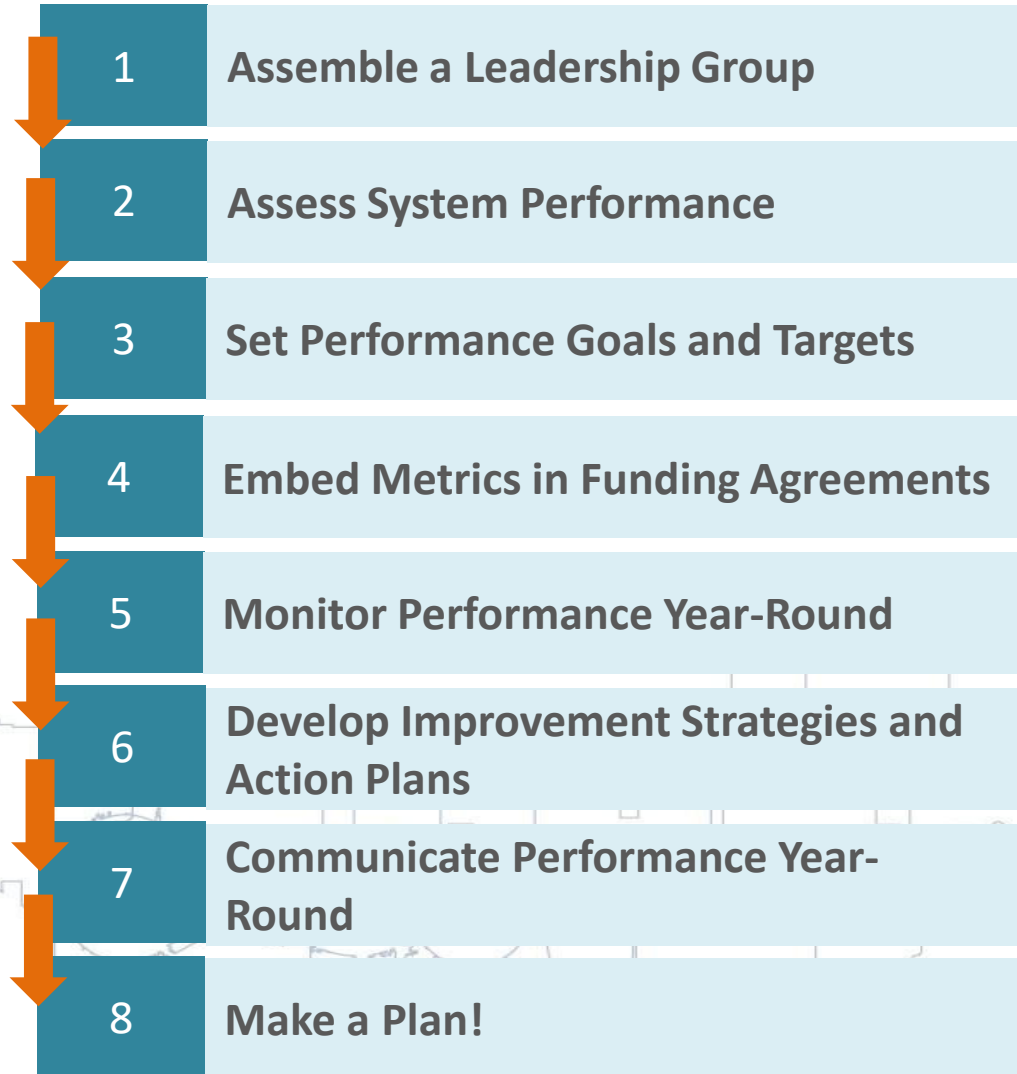 1 Assemble a Leadership Group
2 Assess System Performance
3 Set Performance Goals and Targets
4 Embed Metrics in Funding Agreements
5 Monitor Performance Year-Round
6 Develop Improvement Strategies and
Action Plans
7 Communicate Performance Year-
Round
8 Make a Plan!